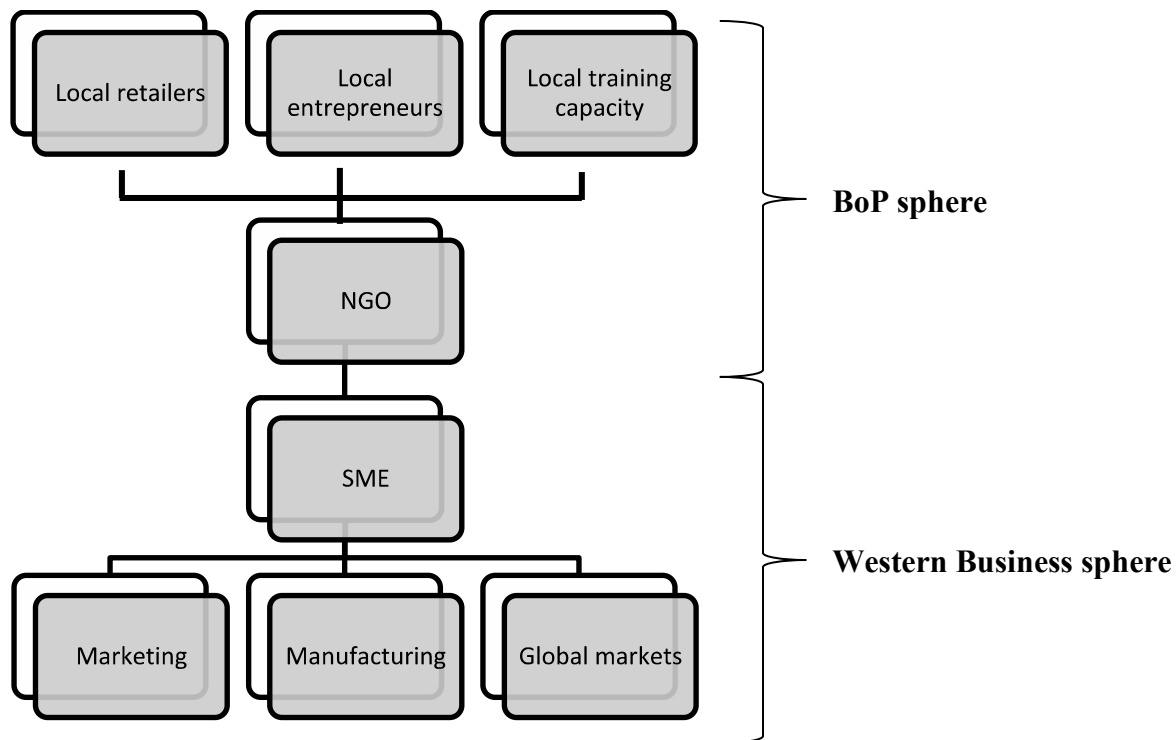 Local retailers
Local
entrepreneurs
Local training
capacity
BoP sphere
NGO
SME
Western Business sphere
Marketing
Manufacturing
Global markets